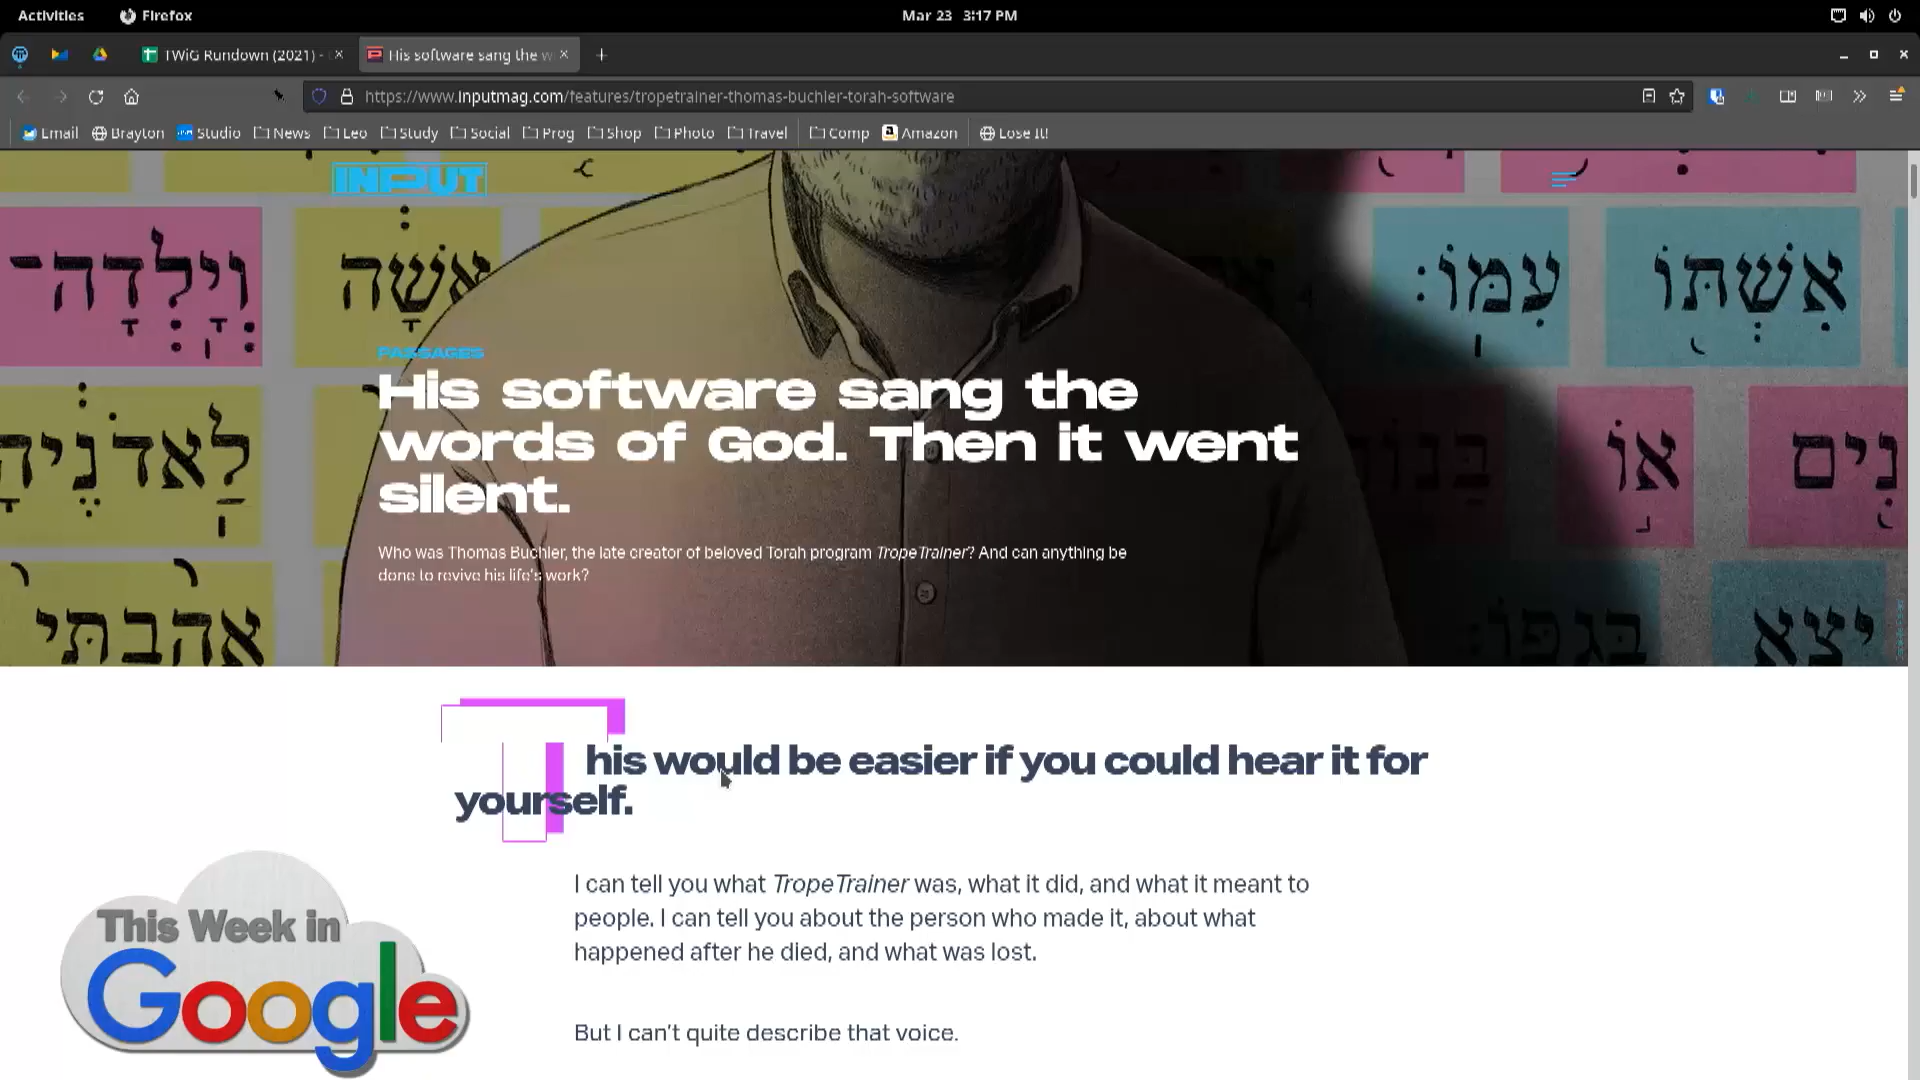 Activities Firefox Mar 23 3:17 PM
TWiG Rundown (2021) - His software sang the w
https://www.inputmag.com/features/tropetrainer-thomas-buchler-torah-software
Email Brayton Studio News Leo Study Social Prog Shop Photo Travel Comp Amazon Lose It!
INPUT
וְיָלְדָה־ אִשָּׁה עִמּוֹ׃ אִשְׁתּוֹ
PASSAGES
His software sang the
words of God. Then it went
silent.
לַאדֹנֶיהָ אוֹ נִים
Who was Thomas Buchler, the late creator of beloved Torah program TropeTrainer? And can anything be
done to revive his life's work?
אהבתי בְּגַפּוֹ יצא
This would be easier if you could hear it for
yourself.
I can tell you what TropeTrainer was, what it did, and what it meant to
people. I can tell you about the person who made it, about what
happened after he died, and what was lost.
But I can't quite describe that voice.
This Week in
Google